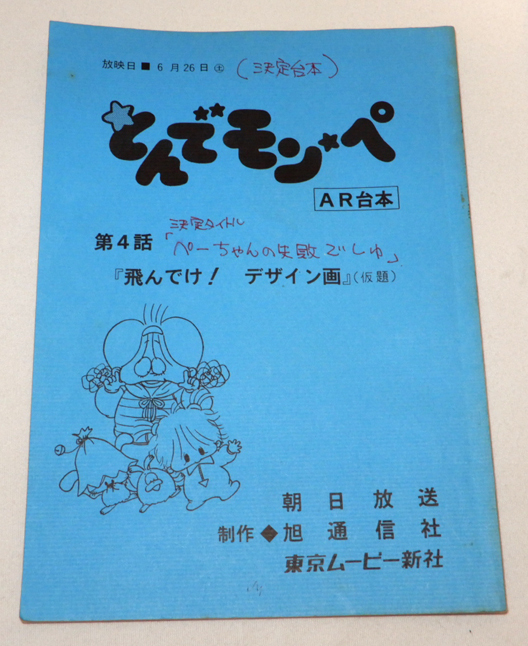 放映日■6月26日㊏ (決定台本)
とんでモン・ペ
AR台本
決定タイトル
第4話「ペーちゃんの失敗でしゅ」
『飛んでけ! デザイン画』(仮題)
朝日放送
制作◆旭通信社
東京ムービー新社